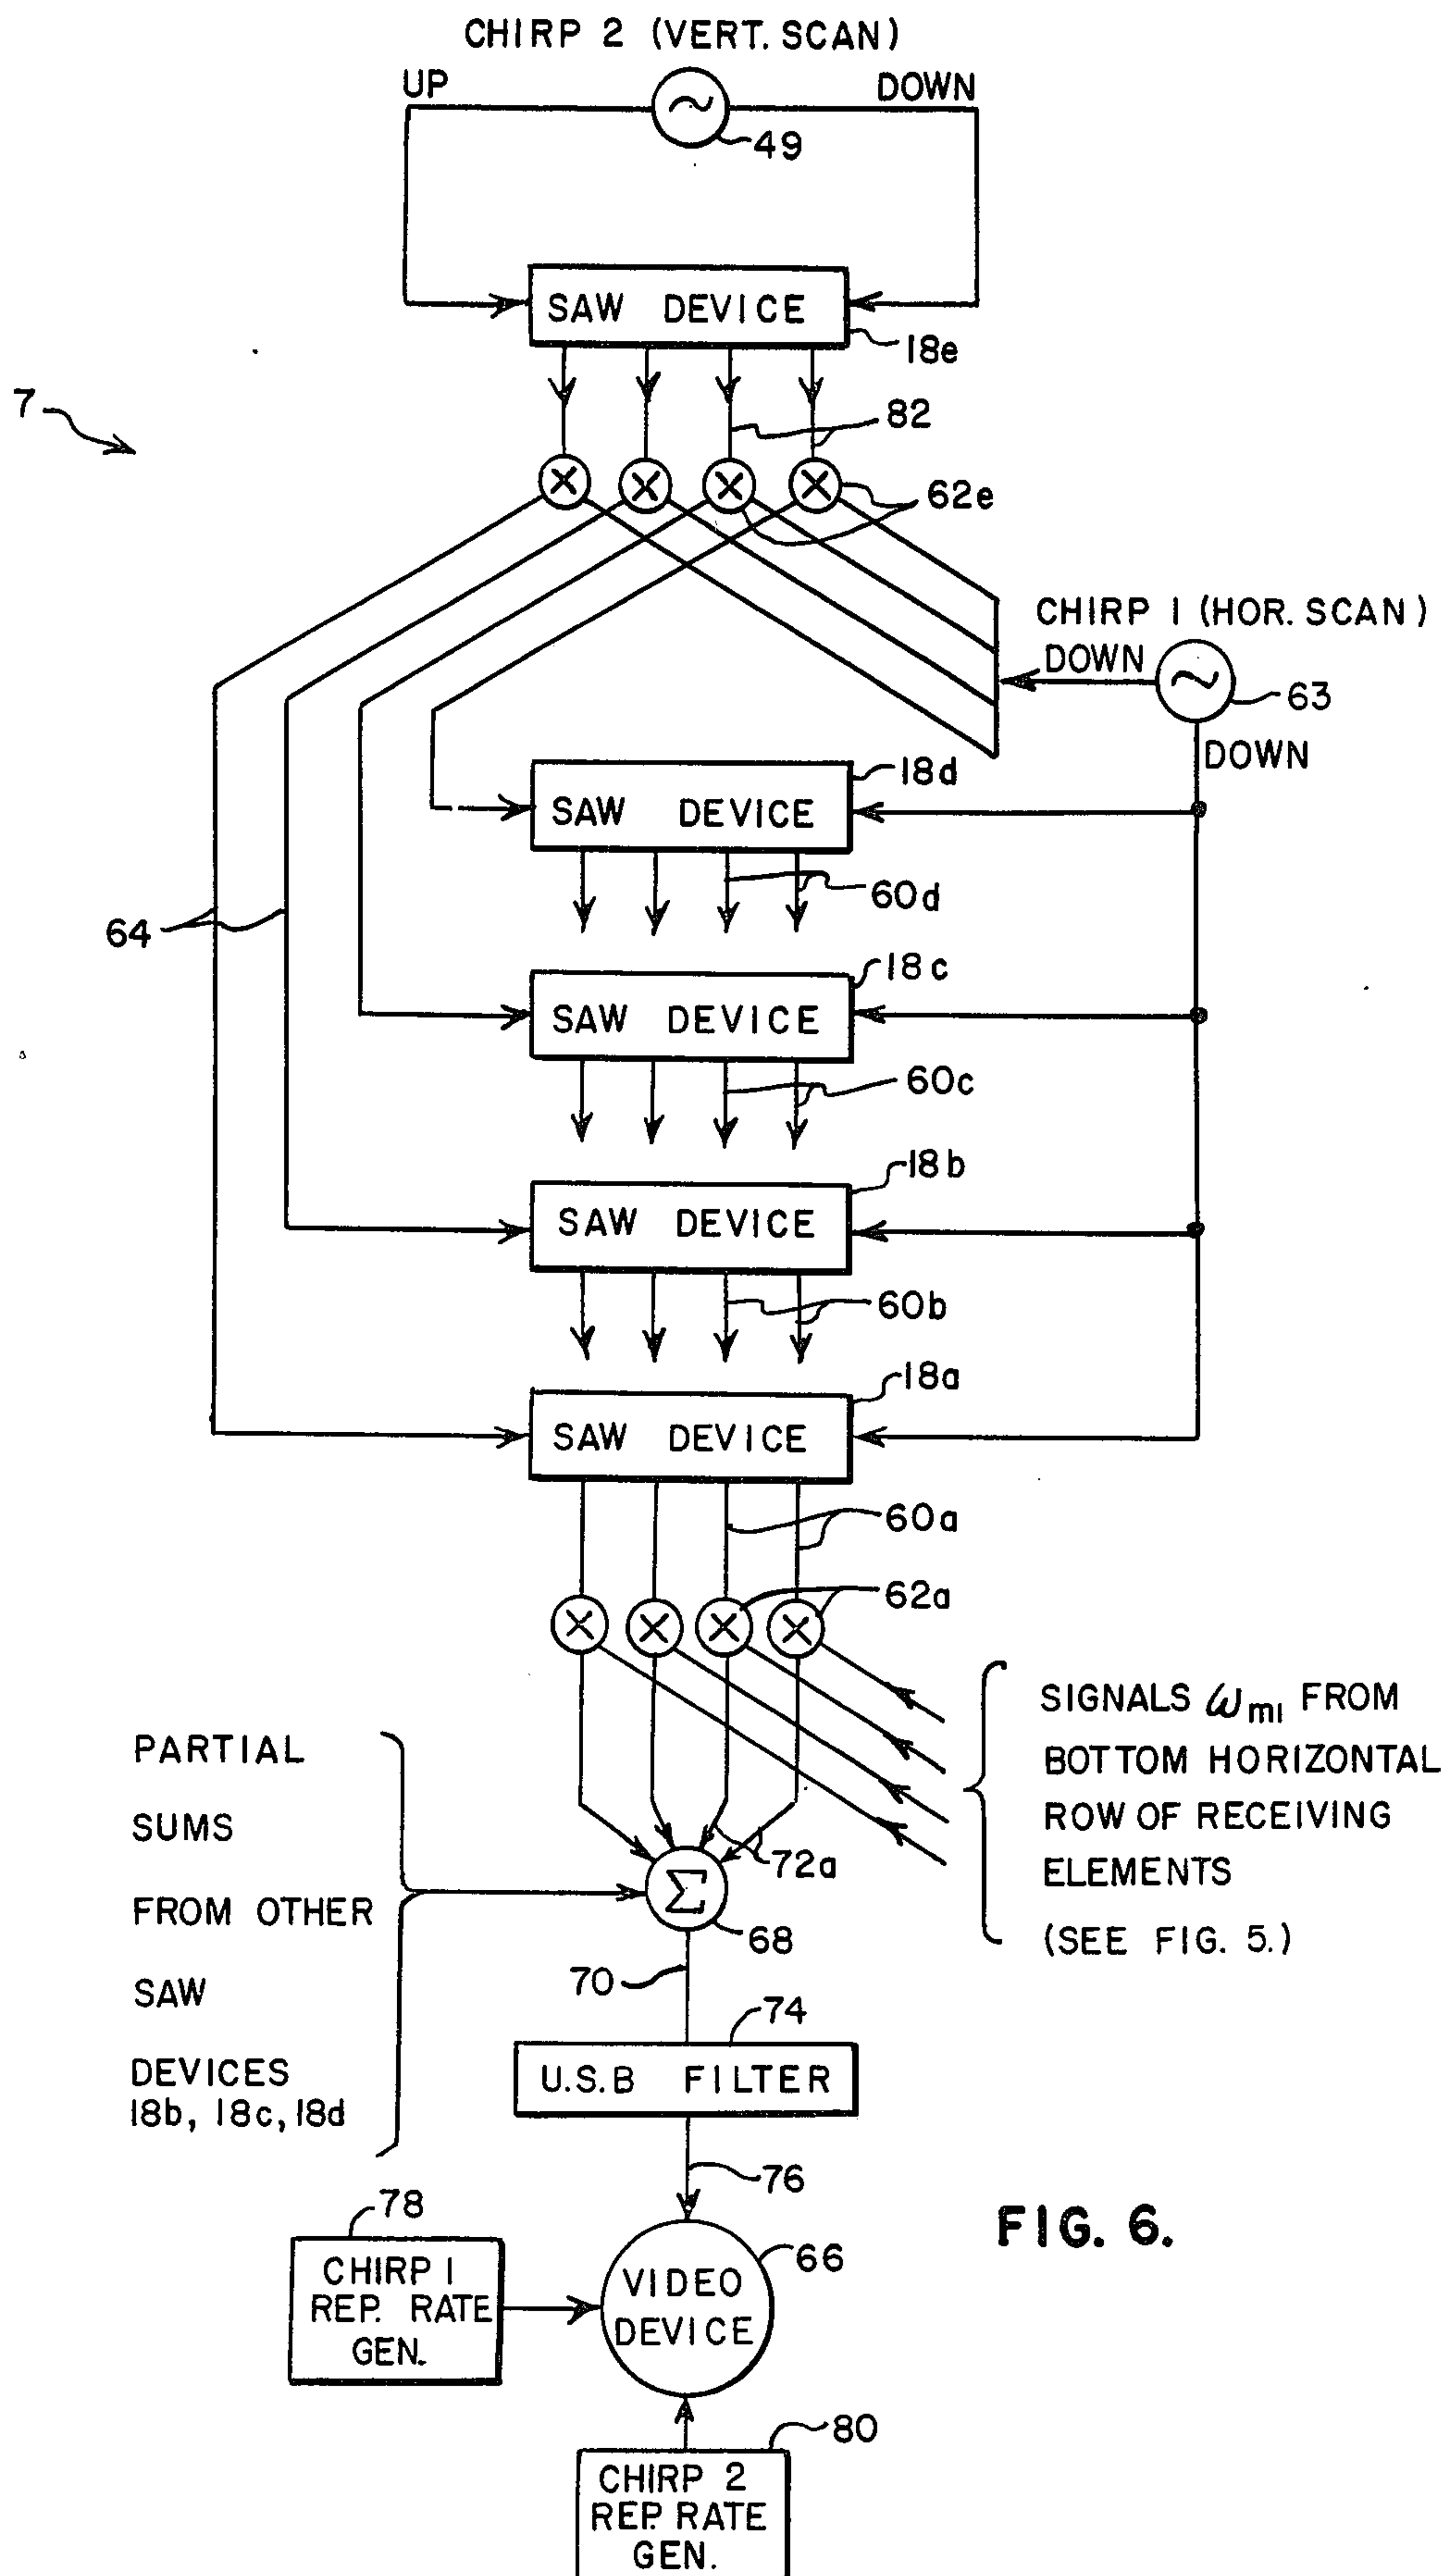 CHIRP 2 (VERT. SCAN)
UP
DOWN
49
SAW DEVICE
18e
7
82
62e
CHIRP 1 (HOR. SCAN)
DOWN
63
DOWN
18d
SAW DEVICE
60d
64
18c
SAW DEVICE
60c
18b
SAW DEVICE
60b
18a
SAW DEVICE
60a
62a
SIGNALS ωm1 FROM
BOTTOM HORIZONTAL
ROW OF RECEIVING
ELEMENTS
(SEE FIG. 5.)
PARTIAL
SUMS
FROM OTHER
SAW
DEVICES
18b, 18c, 18d
72a
Σ
68
70
74
U.S.B FILTER
76
FIG. 6.
78
CHIRP 1
REP. RATE
GEN.
66
VIDEO
DEVICE
80
CHIRP 2
REP. RATE
GEN.